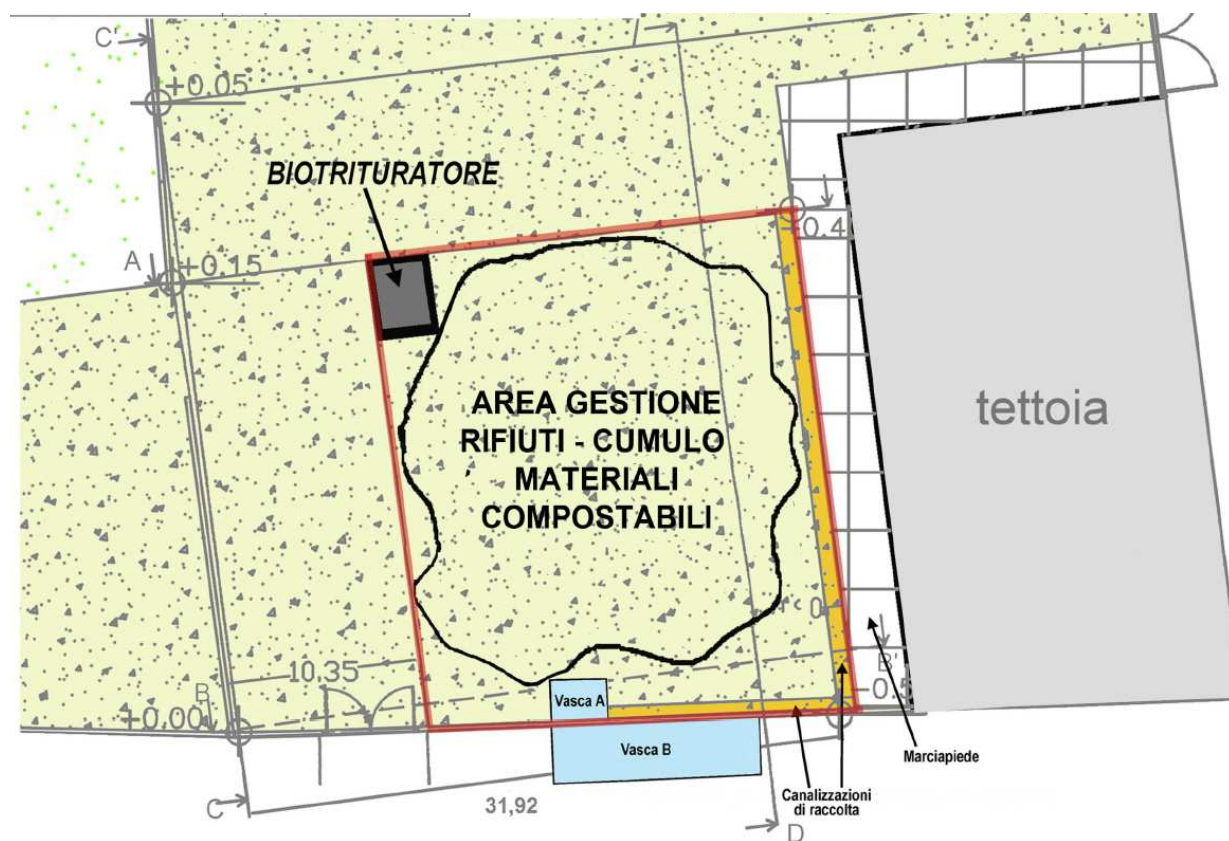 C'
+0.05
BIOTRITURATORE
A
+0.15
-0.4
AREA GESTIONE
RIFIUTI - CUMULO
MATERIALI
COMPOSTABILI
tettoia
10.35
B
+0.00
B'
-0.5
Vasca A
Vasca B
Marciapiede
Canalizzazioni
di raccolta
C
31,92
D